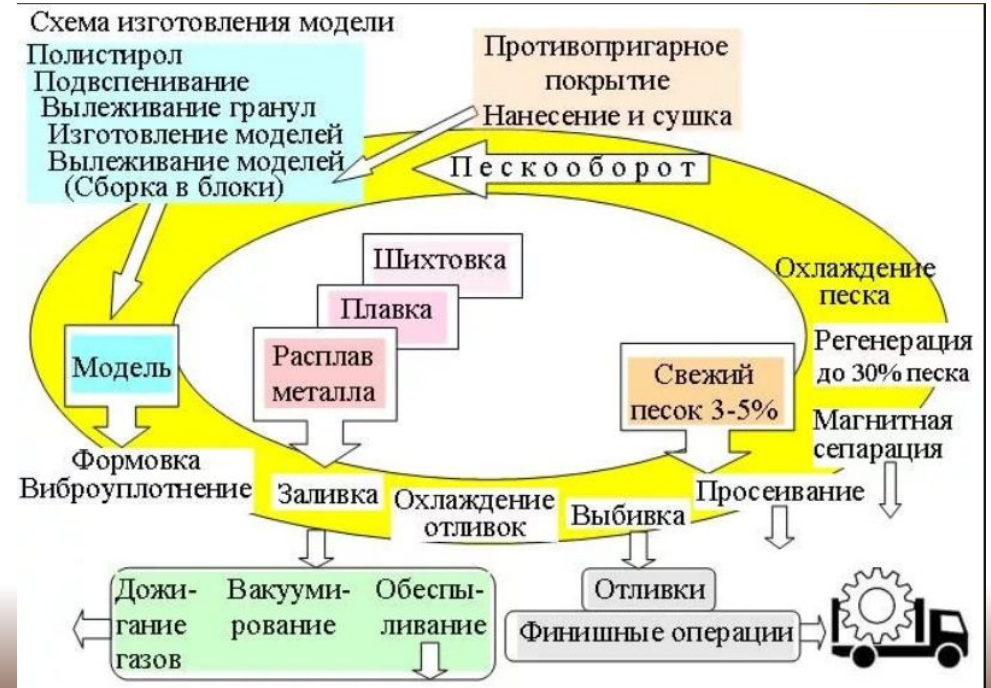 Схема изготовления модели
Полистирол
Подвспенивание
Вылеживание гранул
Изготовление моделей
Вылеживание моделей
(Сборка в блоки)
Противопригарное
покрытие
Нанесение и сушка
Пескооборот
Шихтовка
Плавка
Расплав
металла
Модель
Свежий
песок 3-5%
Охлаждение
песка
Регенерация
до 30% песка
Магнитная
сепарация
Формовка
Виброуплотнение
Заливка
Охлаждение
отливок
Выбивка
Просеивание
Дожи-
гание
газов
Вакууми-
рование
Обеспы-
ливание
Отливки
Финишные операции